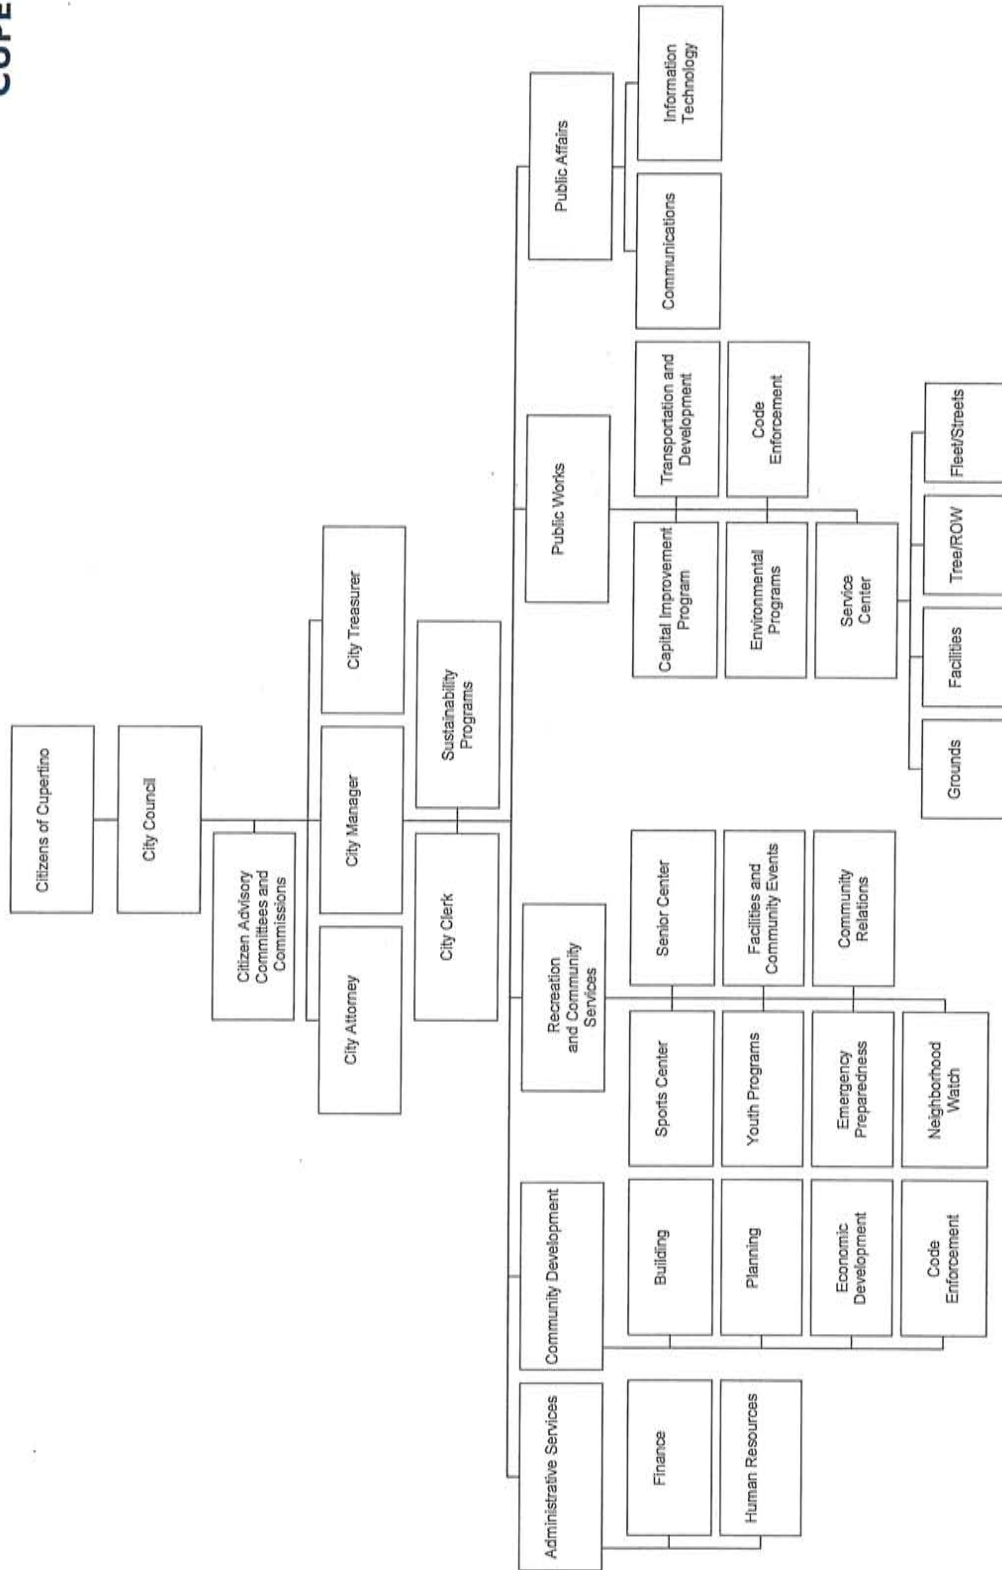 CUPE
Citizens of Cupertino
City Council
Citizen Advisory
Committees and
Commissions
City Attorney
City Manager
City Treasurer
City Clerk
Sustainability
Programs
Administrative Services
Community Development
Recreation
and Community
Services
Public Works
Public Affairs
Finance
Human Resources
Building
Planning
Economic
Development
Code
Enforcement
Sports Center
Senior Center
Youth Programs
Facilities and
Community Events
Emergency
Preparedness
Community
Relations
Neighborhood
Watch
Capital Improvement
Program
Transportation and
Development
Environmental
Programs
Code
Enforcement
Service
Center
Grounds
Facilities
Tree/ROW
Fleet/Streets
Communications
Information
Technology